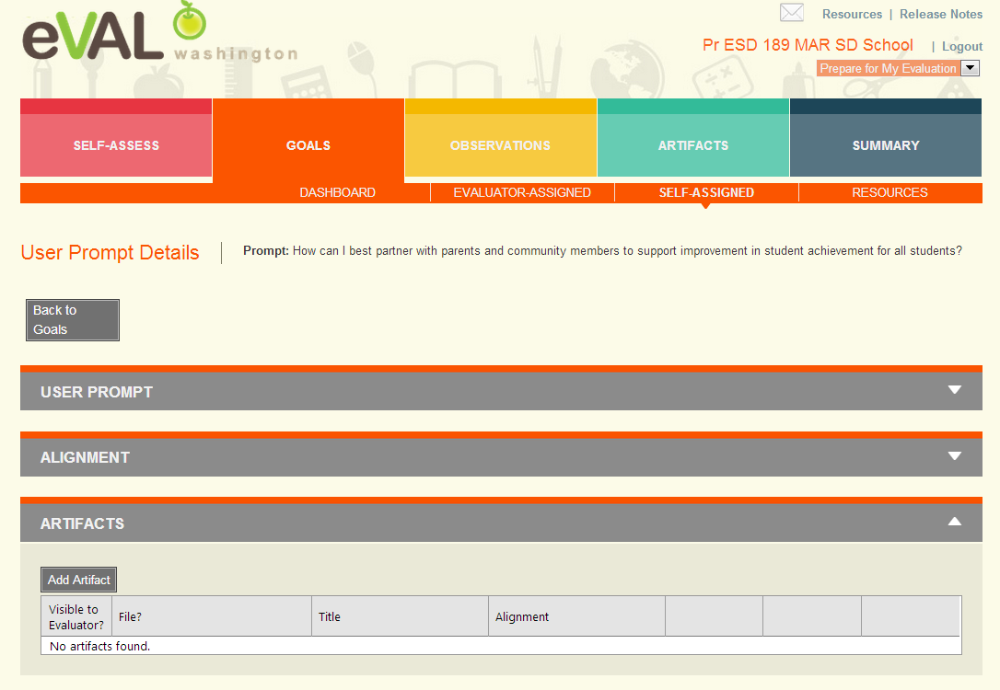 eVAL
washington
Resources | Release Notes
Pr ESD 189 MAR SD School | Logout
Prepare for My Evaluation
SELF-ASSESS GOALS OBSERVATIONS ARTIFACTS SUMMARY
DASHBOARD EVALUATOR-ASSIGNED SELF-ASSIGNED RESOURCES
User Prompt Details Prompt: How can I best partner with parents and community members to support improvement in student achievement for all students?
Back to
Goals
USER PROMPT
ALIGNMENT
ARTIFACTS
Add Artifact
Visible to
Evaluator? File? Title Alignment
No artifacts found.